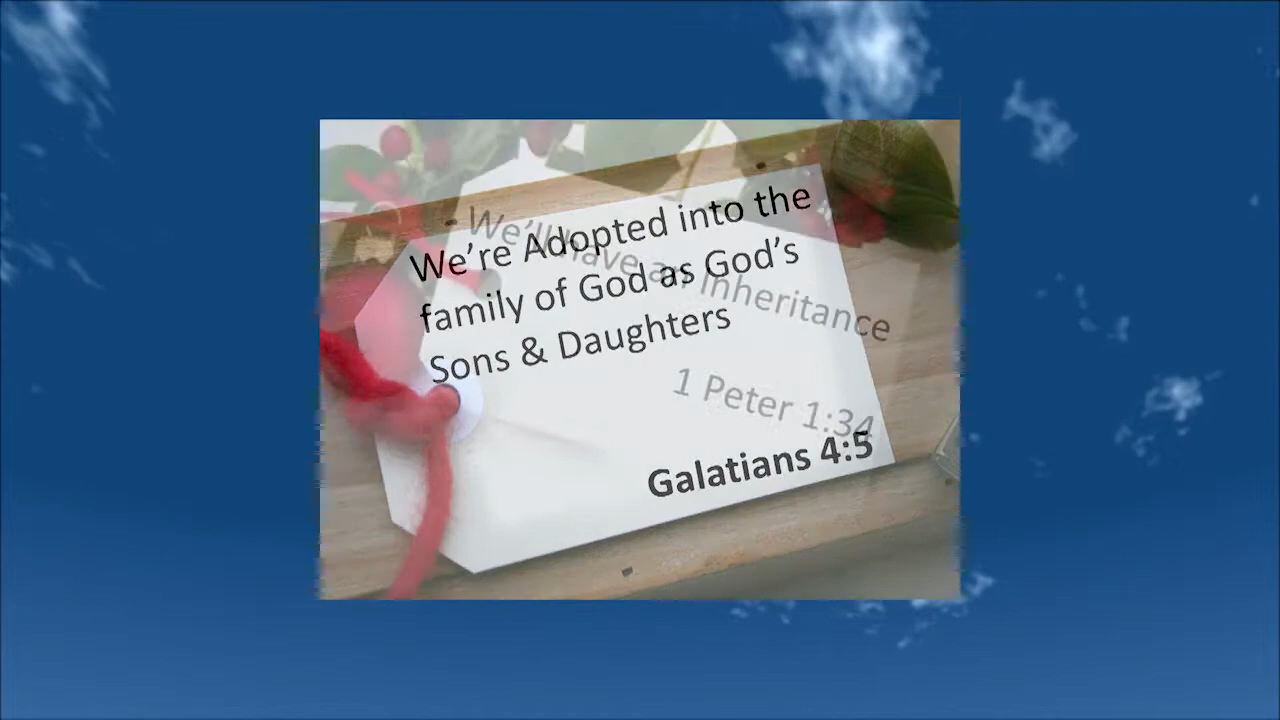 We're Adopted into the
family of God as God's
Sons & Daughters
Galatians 4:5
We'll have an Inheritance
1 Peter 1:34